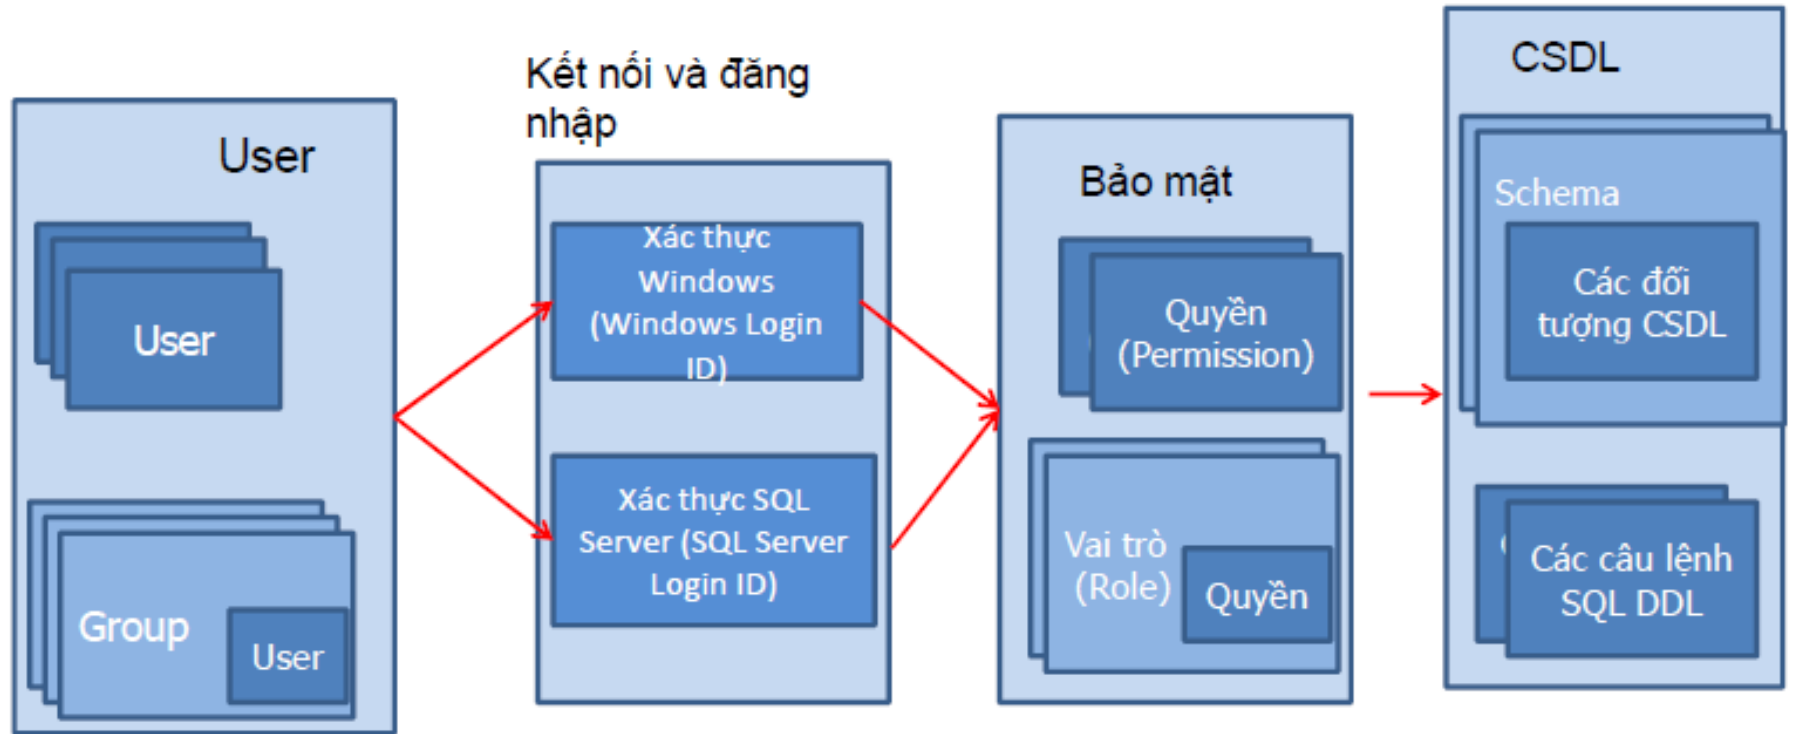 User
User
Group
User
Kết nối và đăng
nhập
Xác thực
Windows
(Windows Login
ID)
Xác thực SQL
Server (SQL Server
Login ID)
Bảo mật
Quyền
(Permission)
Vai trò
(Role)
Quyền
CSDL
Schema
Các đối
tượng CSDL
Các câu lệnh
SQL DDL